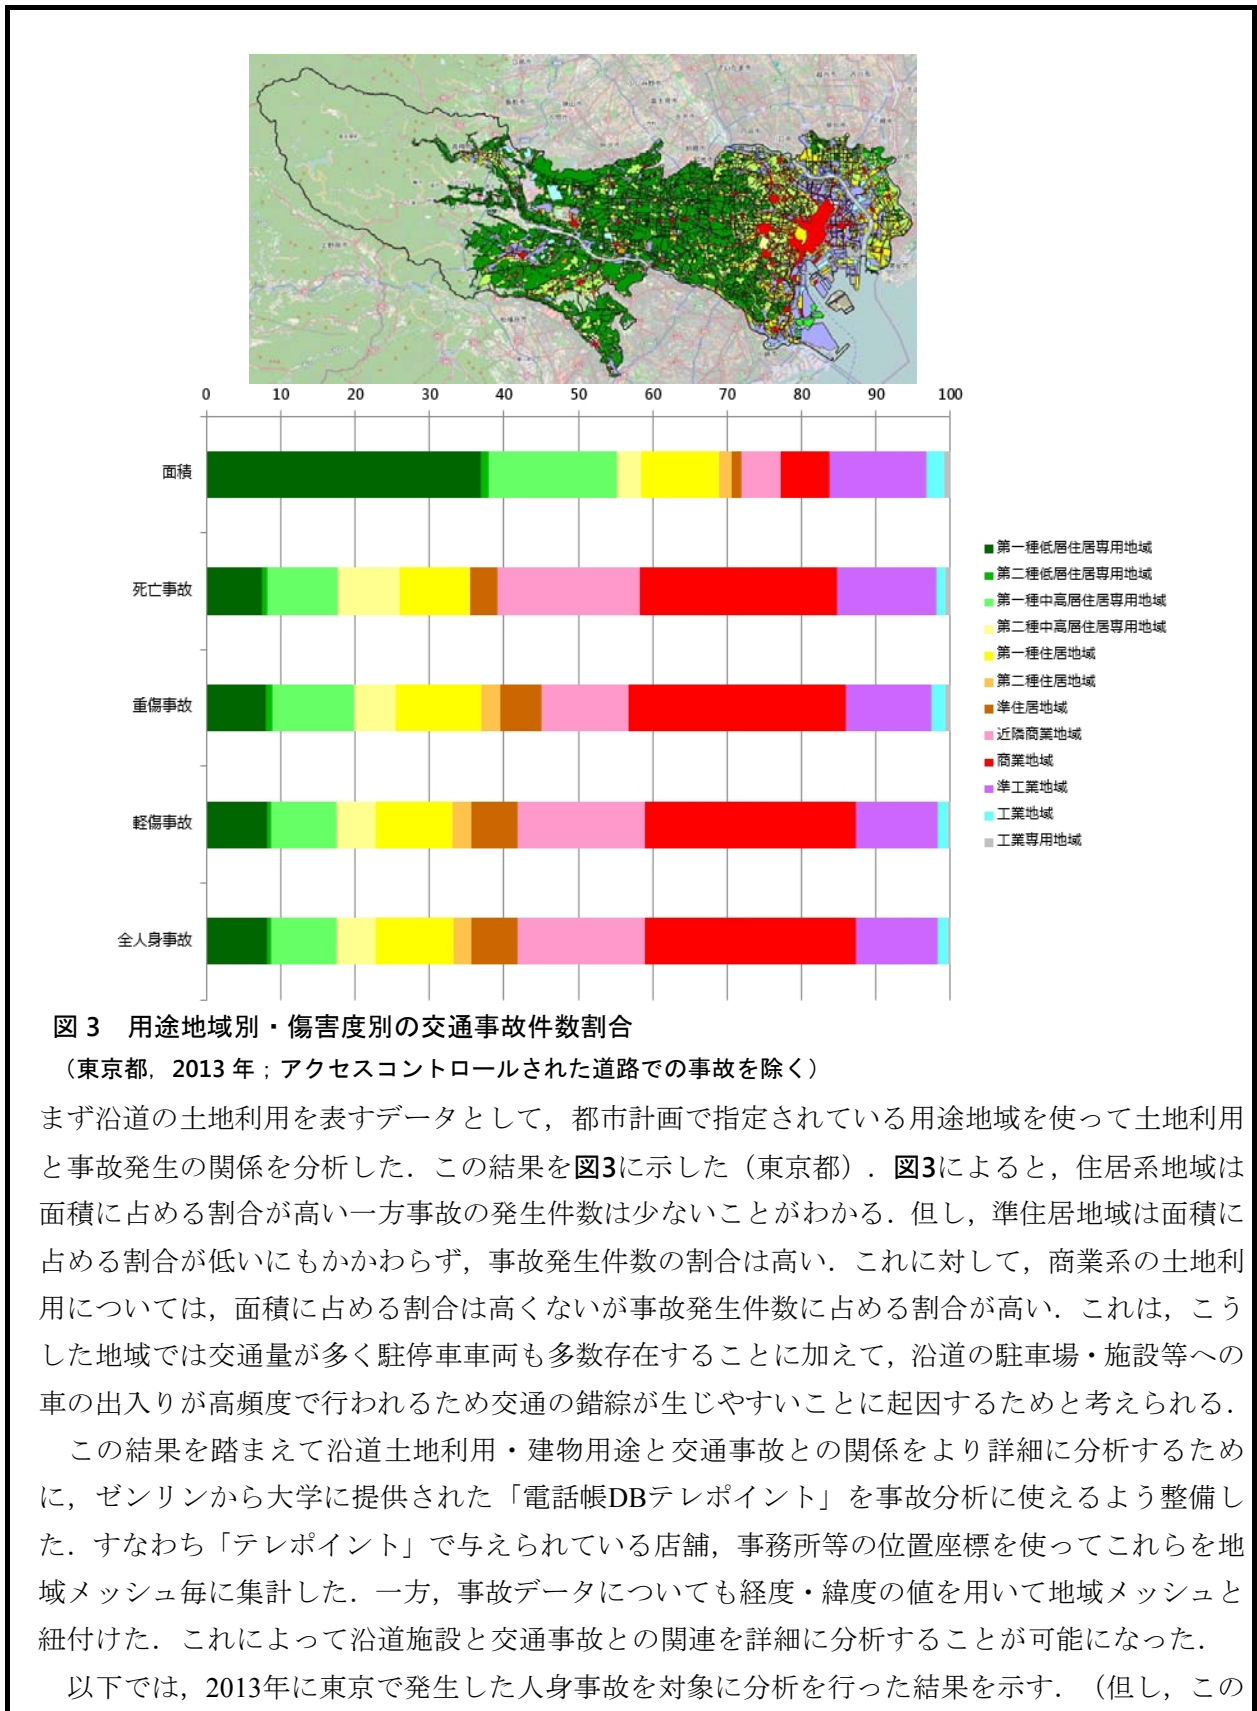 0 10 20 30 40 50 60 70 80 90 100
面積
死亡事故
重傷事故
軽傷事故
全人身事故
第一種低層住居専用地域
第二種低層住居専用地域
第一種中高層住居専用地域
第二種中高層住居専用地域
第一種住居地域
第二種住居地域
準住居地域
近隣商業地域
商業地域
準工業地域
工業地域
工業専用地域
図 3　用途地域別・傷害度別の交通事故件数割合
（東京都，2013 年；アクセスコントロールされた道路での事故を除く）
まず沿道の土地利用を表すデータとして，都市計画で指定されている用途地域を使って土地利用
と事故発生の関係を分析した．この結果を図3に示した（東京都）．図3によると，住居系地域は
面積に占める割合が高い一方事故の発生件数は少ないことがわかる．但し，準住居地域は面積に
占める割合が低いにもかかわらず，事故発生件数の割合は高い．これに対して，商業系の土地利
用については，面積に占める割合は高くないが事故発生件数に占める割合が高い．これは，こう
した地域では交通量が多く駐停車車両も多数存在することに加えて，沿道の駐車場・施設等への
車の出入りが高頻度で行われるため交通の錯綜が生じやすいことに起因するためと考えられる．
この結果を踏まえて沿道土地利用・建物用途と交通事故との関係をより詳細に分析するため
に，ゼンリンから大学に提供された「電話帳DBテレポイント」を事故分析に使えるよう整備し
た．すなわち「テレポイント」で与えられている店舗，事務所等の位置座標を使ってこれらを地
域メッシュ毎に集計した．一方，事故データについても経度・緯度の値を用いて地域メッシュと
紐付けた．これによって沿道施設と交通事故との関連を詳細に分析することが可能になった．
以下では，2013年に東京で発生した人身事故を対象に分析を行った結果を示す．（但し，この